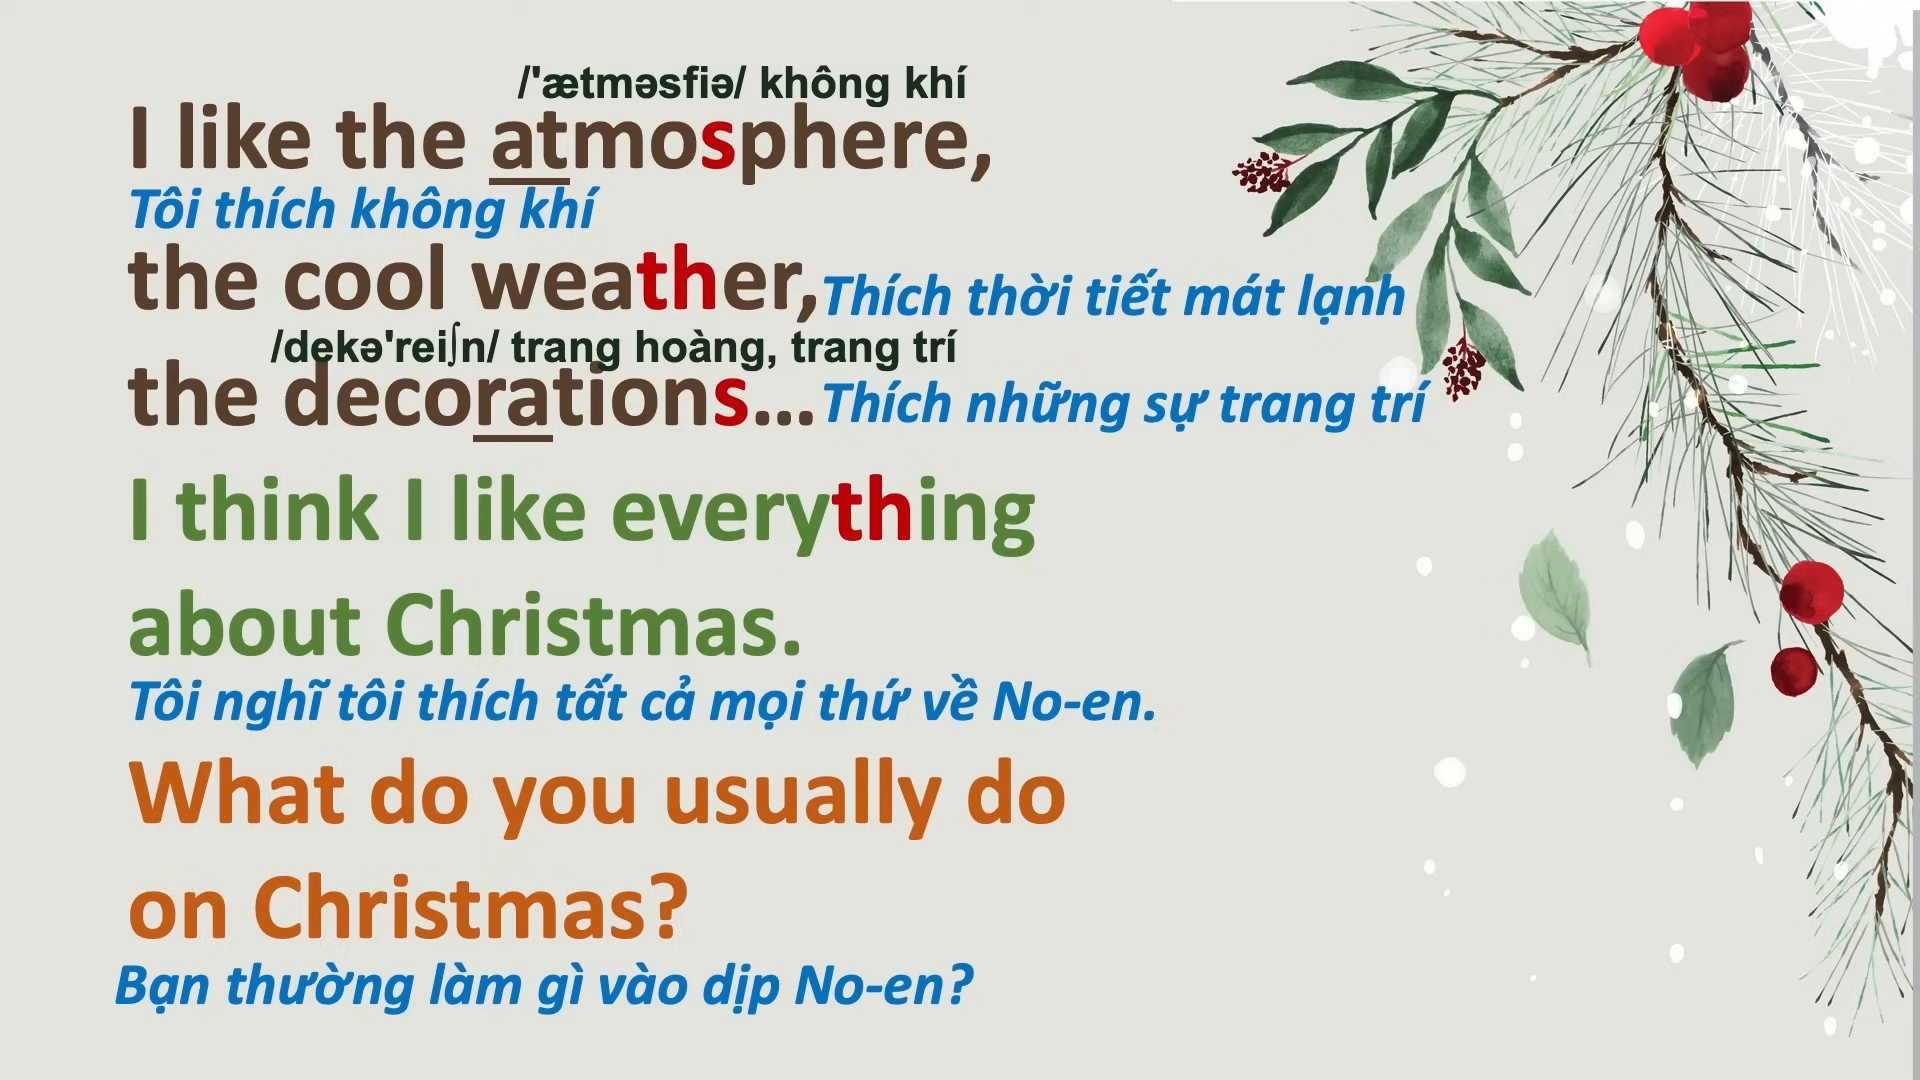 /'ætməsfiə/ không khí
I like the atmosphere,
Tôi thích không khí
the cool weather, Thích thời tiết mát lạnh
/dekə'rei∫n/ trang hoàng, trang trí
the decorations... Thích những sự trang trí
I think I like everything
about Christmas.
Tôi nghĩ tôi thích tất cả mọi thứ về No-en.
What do you usually do
on Christmas?
Bạn thường làm gì vào dịp No-en?